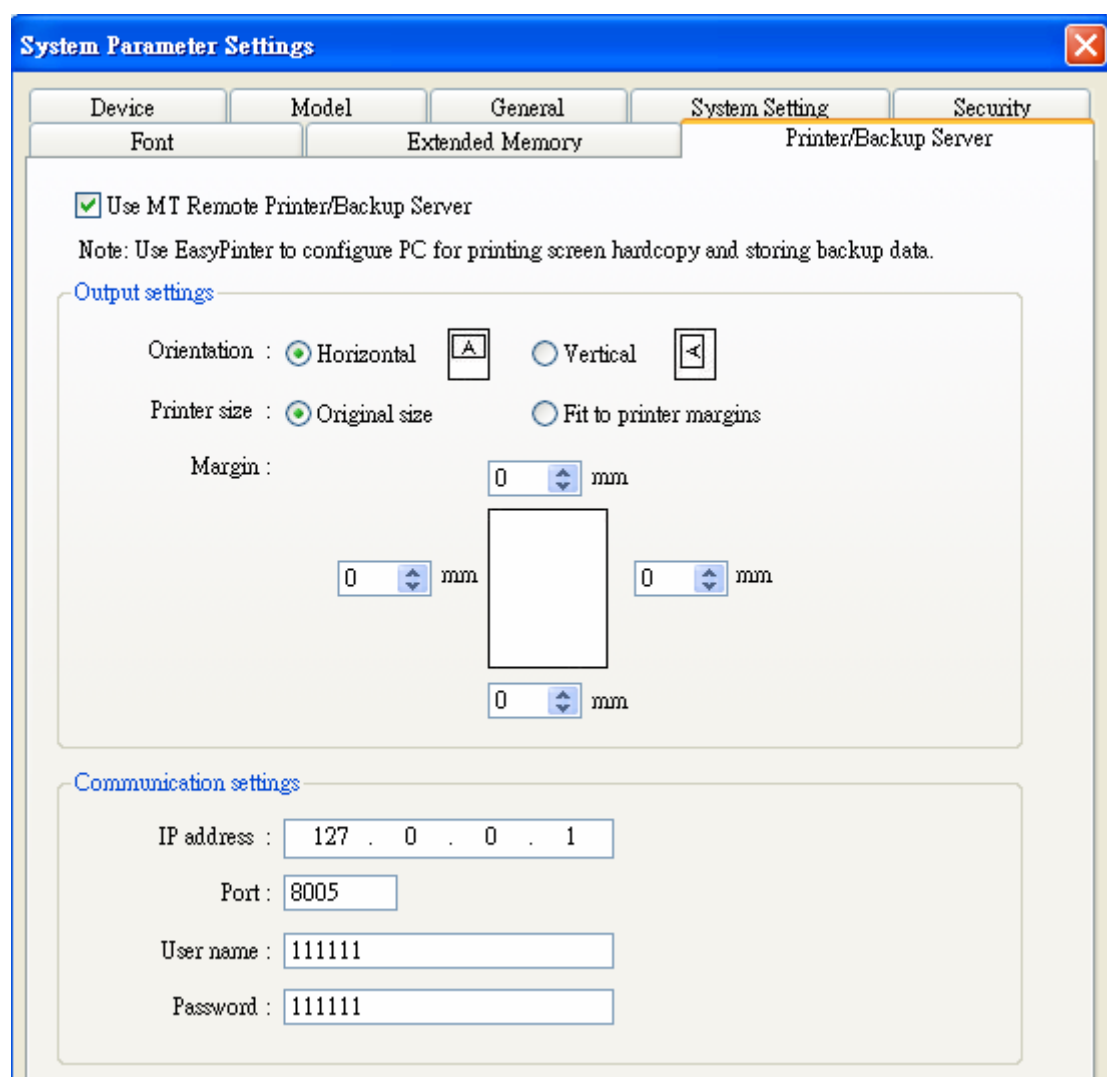 System Parameter Settings
Device Model General System Setting Security
Font Extended Memory Printer/Backup Server
Use MT Remote Printer/Backup Server
Note: Use EasyPinter to configure PC for printing screen hardcopy and storing backup data.
Output settings
Orientation : Horizontal A Vertical A
Printer size : Original size Fit to printer margins
Margin :
0 mm
0 mm 0 mm
0 mm
Communication settings
IP address : 127 . 0 . 0 . 1
Port : 8005
User name : 111111
Password : 111111